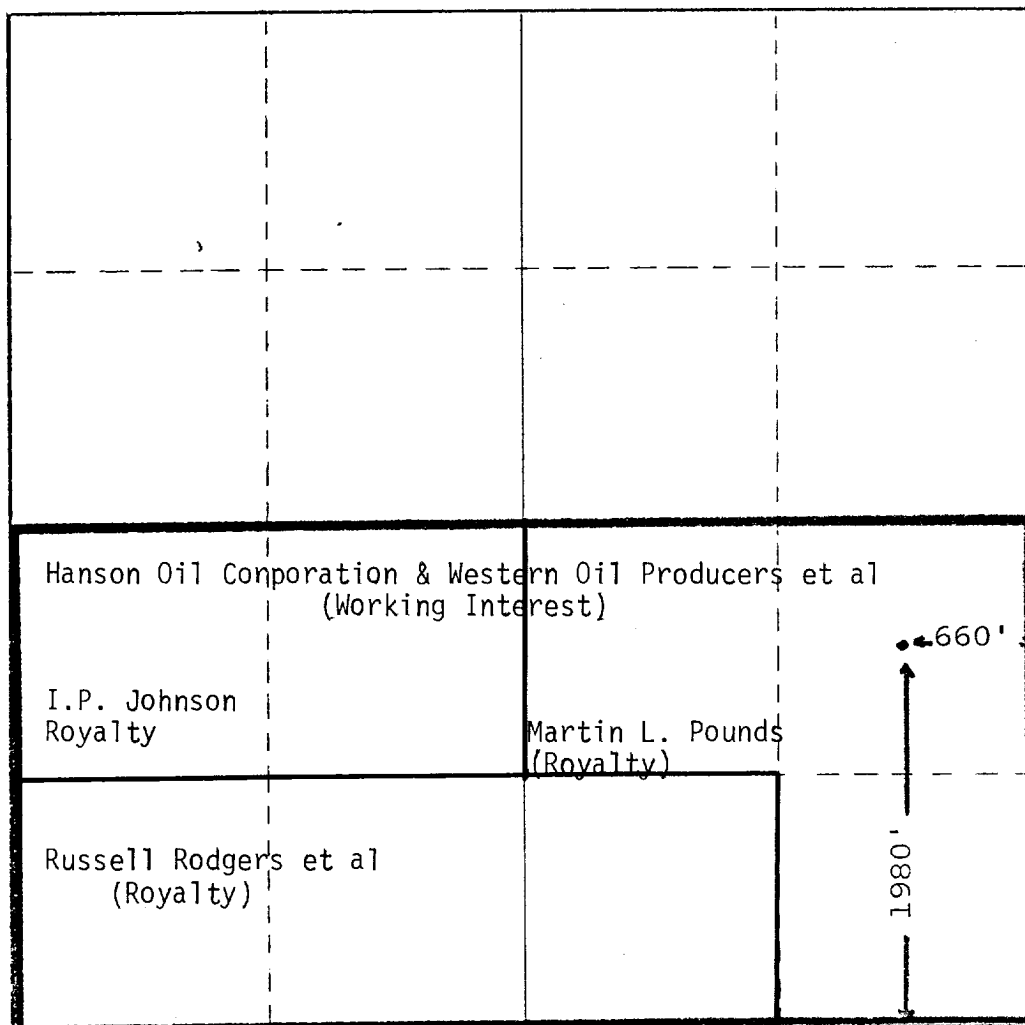 Hanson Oil Corporation & Western Oil Producers et al
(Working Interest)
660'
I.P. Johnson
Royalty
Martin L. Pounds
(Royalty)
Russell Rodgers et al
(Royalty)
1980'